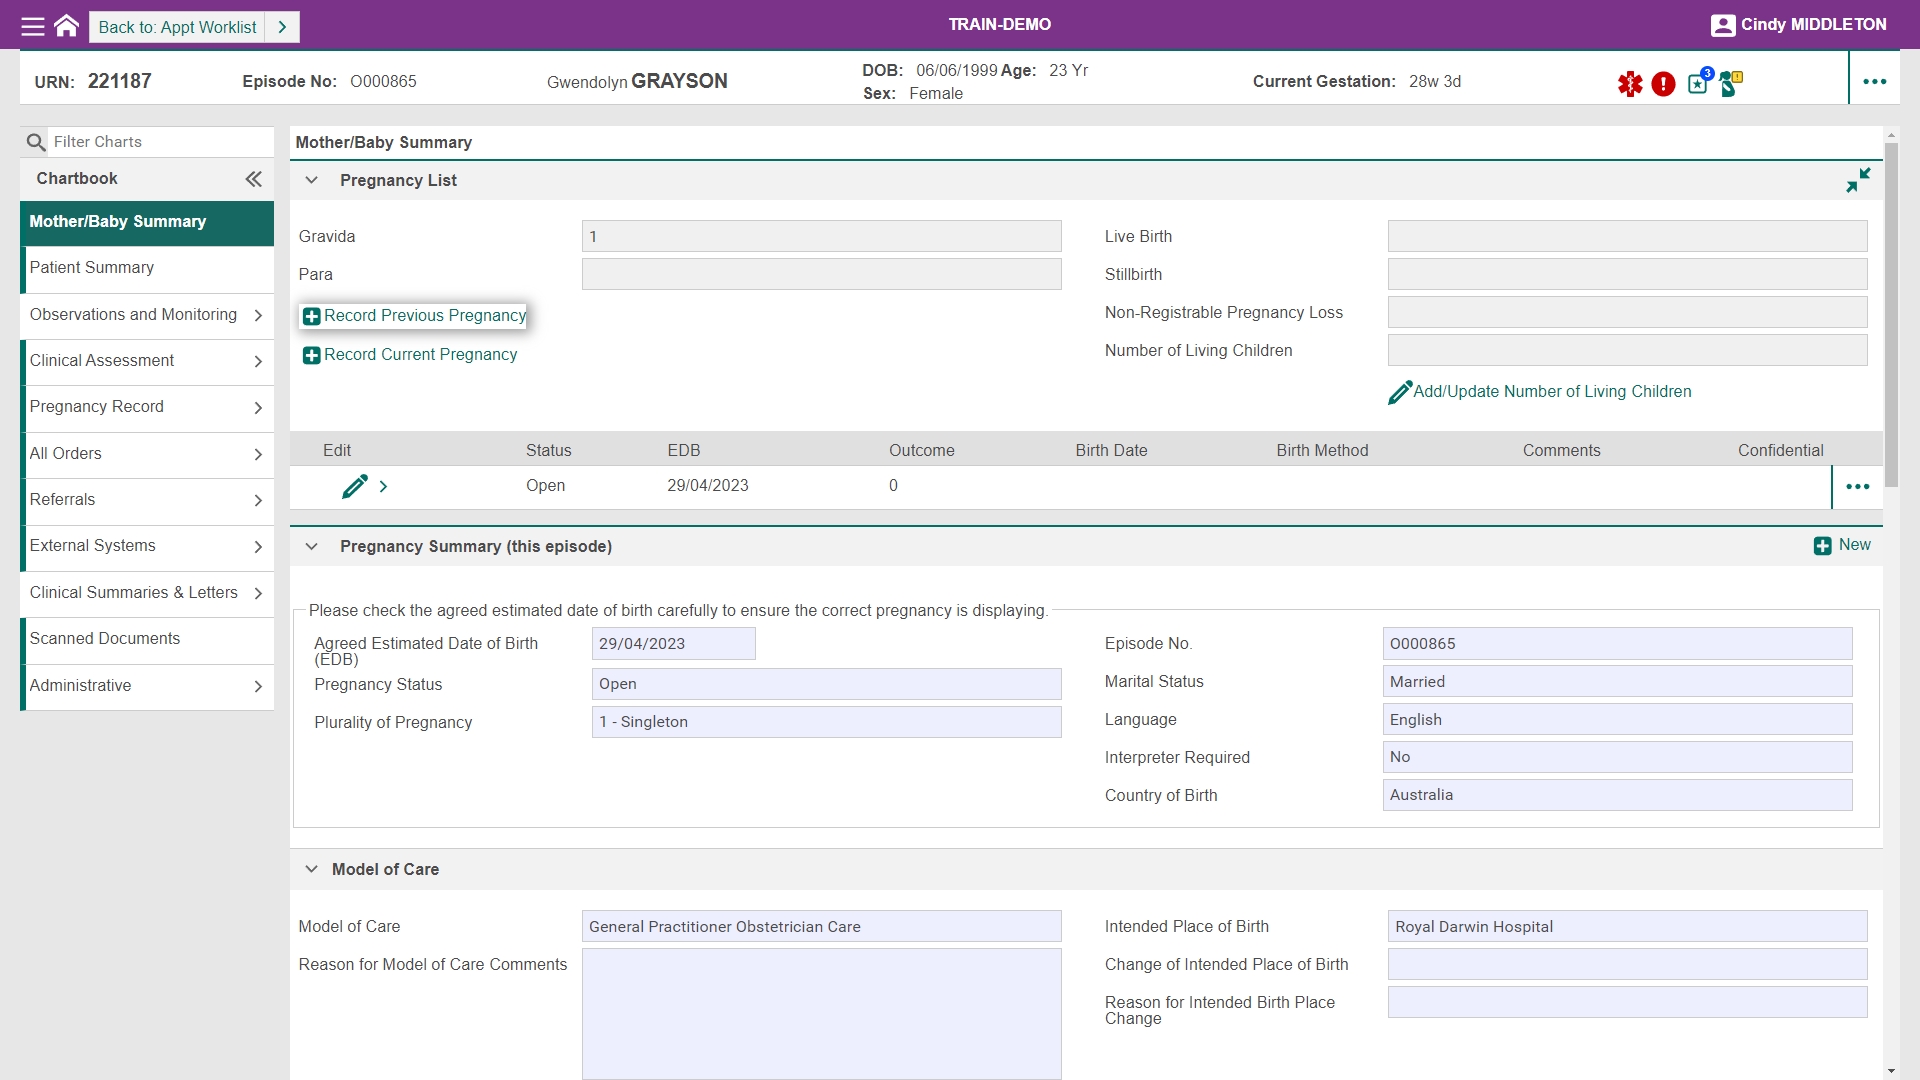 Back to: Appt Worklist
TRAIN-DEMO
Cindy MIDDLETON
URN: 221187
Episode No: O000865
Gwendolyn GRAYSON
DOB: 06/06/1999 Age: 23 Yr
Sex: Female
Current Gestation: 28w 3d
3
Filter Charts
Chartbook
Mother/Baby Summary
Patient Summary
Observations and Monitoring
Clinical Assessment
Pregnancy Record
All Orders
Referrals
External Systems
Clinical Summaries & Letters
Scanned Documents
Administrative
Mother/Baby Summary
Pregnancy List
Gravida 1
Para
Record Previous Pregnancy
Record Current Pregnancy
Live Birth
Stillbirth
Non-Registrable Pregnancy Loss
Number of Living Children
Add/Update Number of Living Children
Edit Status EDB Outcome Birth Date Birth Method Comments Confidential
Open 29/04/2023 0
Pregnancy Summary (this episode)
New
Please check the agreed estimated date of birth carefully to ensure the correct pregnancy is displaying.
Agreed Estimated Date of Birth
(EDB)
29/04/2023
Pregnancy Status Open
Plurality of Pregnancy 1 - Singleton
Episode No. O000865
Marital Status Married
Language English
Interpreter Required No
Country of Birth Australia
Model of Care
Model of Care General Practitioner Obstetrician Care
Reason for Model of Care Comments
Intended Place of Birth Royal Darwin Hospital
Change of Intended Place of Birth
Reason for Intended Birth Place
Change